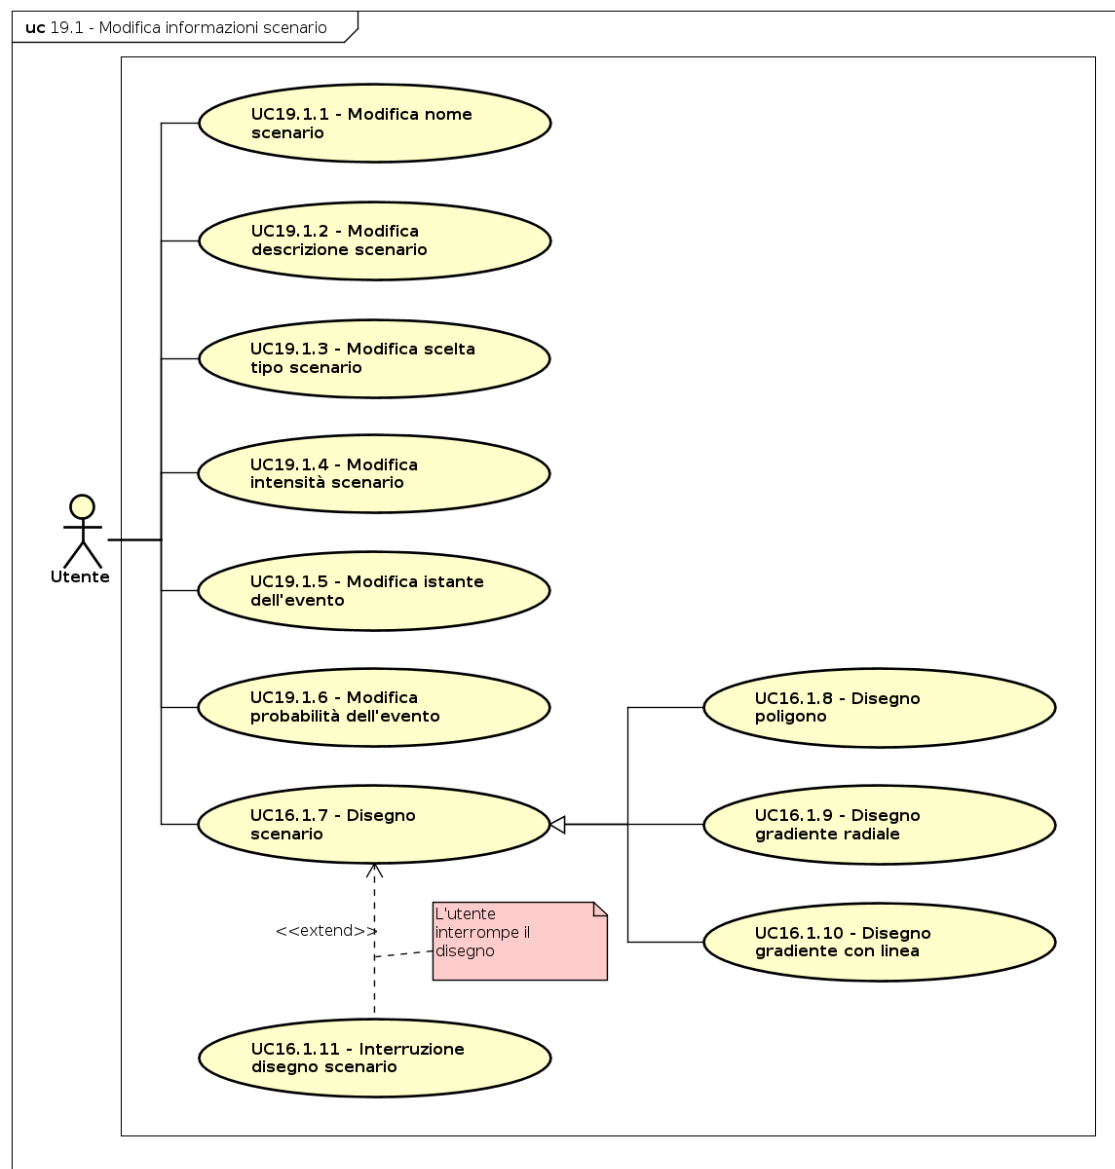 uc 19.1 - Modifica informazioni scenario
UC19.1.1 - Modifica nome
scenario
UC19.1.2 - Modifica
descrizione scenario
UC19.1.3 - Modifica scelta
tipo scenario
UC19.1.4 - Modifica
intensità scenario
Utente
UC19.1.5 - Modifica istante
dell'evento
UC19.1.6 - Modifica
probabilità dell'evento
UC16.1.8 - Disegno
poligono
UC16.1.7 - Disegno
scenario
UC16.1.9 - Disegno
gradiente radiale
<<extend>>
L'utente
interrompe il
disegno
UC16.1.10 - Disegno
gradiente con linea
UC16.1.11 - Interruzione
disegno scenario